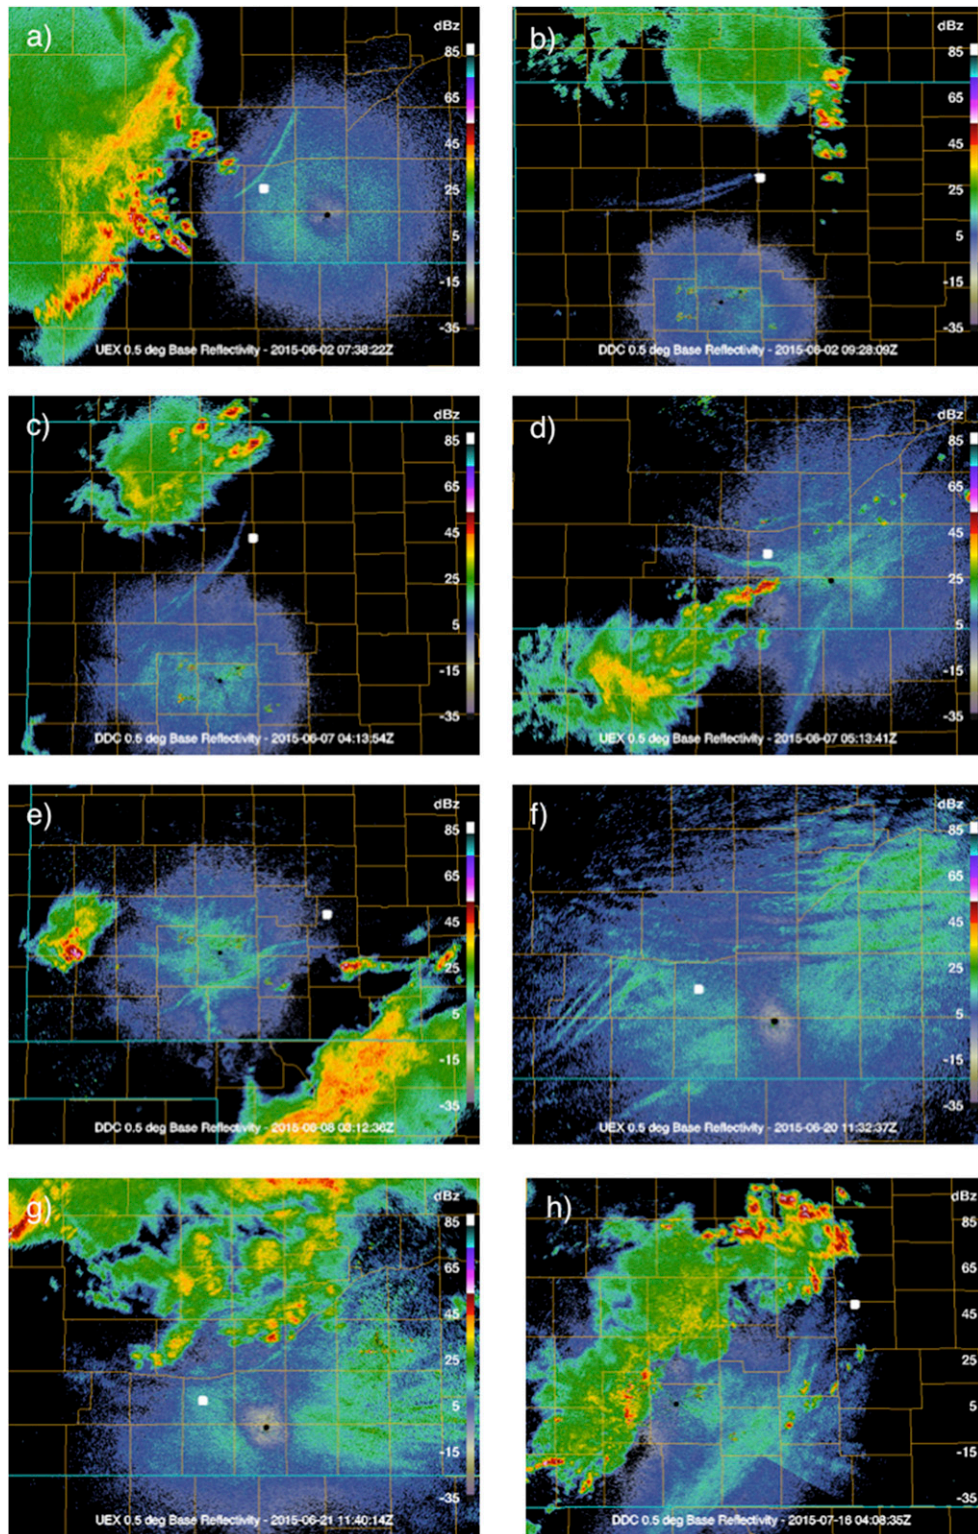 a)
dBz
85
65
45
25
5
-15
-35
UEX 0.5 deg Base Reflectivity - 2015-06-02 07:38:22Z
b)
dBz
85
65
45
25
5
-15
-35
DDC 0.5 deg Base Reflectivity - 2015-06-02 09:28:09Z
c)
dBz
85
65
45
25
5
-15
-35
DDC 0.5 deg Base Reflectivity - 2015-06-07 04:13:54Z
d)
dBz
85
65
45
25
5
-15
-35
UEX 0.5 deg Base Reflectivity - 2015-06-07 05:13:41Z
e)
dBz
85
65
45
25
5
-15
-35
DDC 0.5 deg Base Reflectivity - 2015-06-08 03:12:36Z
f)
dBz
85
65
45
25
5
-15
-35
UEX 0.5 deg Base Reflectivity - 2015-06-20 11:32:37Z
g)
dBz
85
65
45
25
5
-15
-35
UEX 0.5 deg Base Reflectivity - 2015-06-21 11:40:14Z
h)
dBz
85
65
45
25
5
-15
-35
DDC 0.5 deg Base Reflectivity - 2015-07-16 04:08:35Z